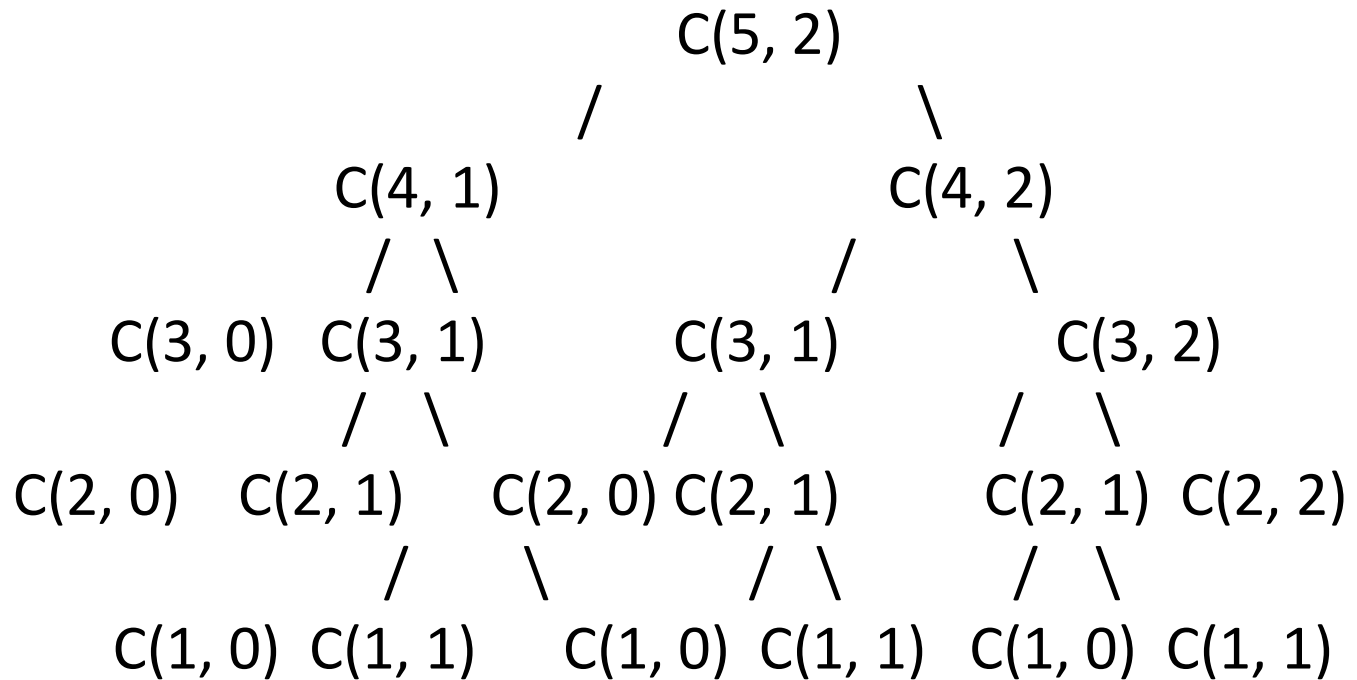 C(5, 2)
/ \
C(4, 1) C(4, 2)
/ \ / \
C(3, 0) C(3, 1) C(3, 1) C(3, 2)
/ \ / \ / \
C(2, 0) C(2, 1) C(2, 0) C(2, 1) C(2, 1) C(2, 2)
/ \ / \ / \
C(1, 0) C(1, 1) C(1, 0) C(1, 1) C(1, 0) C(1, 1)